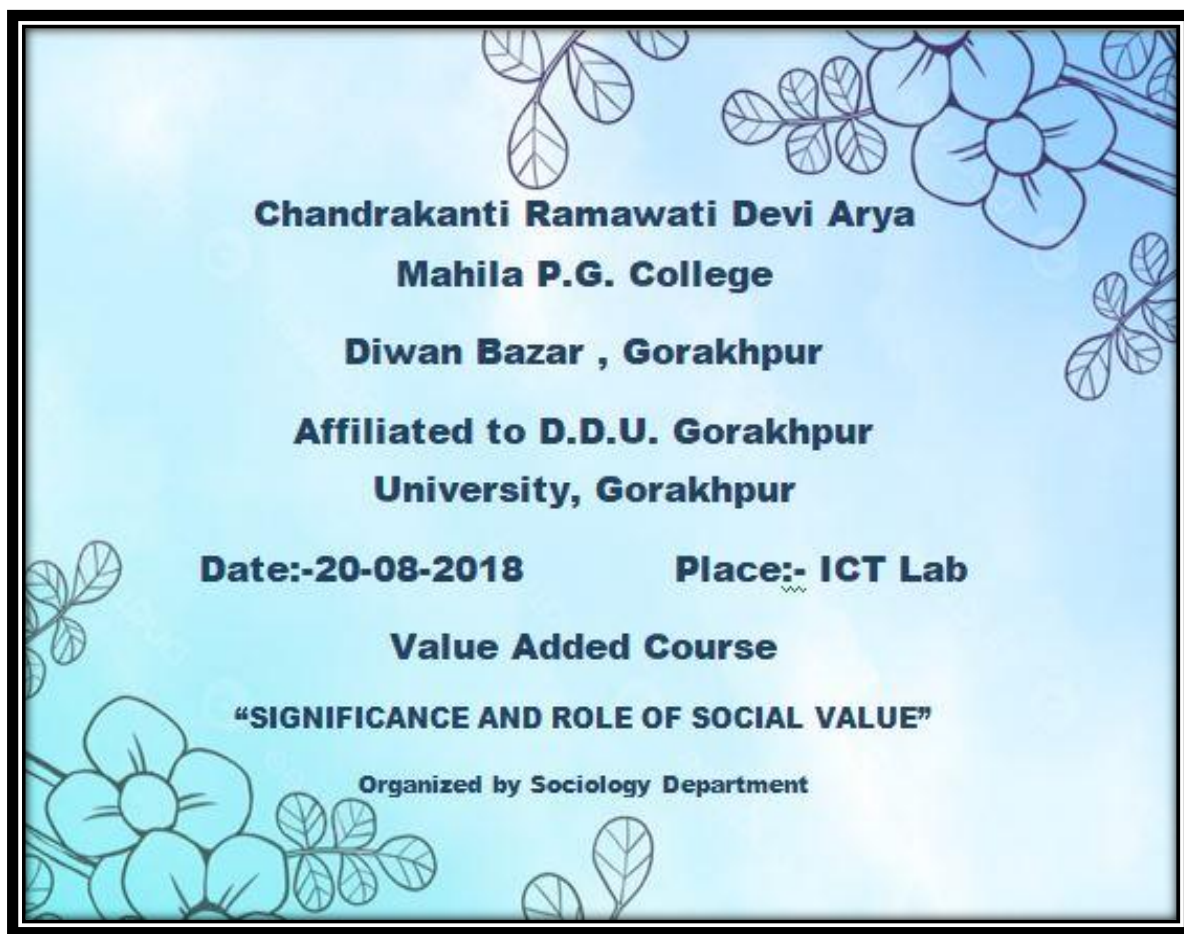 Chandrakanti Ramawati Devi Arya
Mahila P.G. College
Diwan Bazar , Gorakhpur
Affiliated to D.D.U. Gorakhpur
University, Gorakhpur
Date:-20-08-2018 Place:- ICT Lab
Value Added Course
“SIGNIFICANCE AND ROLE OF SOCIAL VALUE”
Organized by Sociology Department